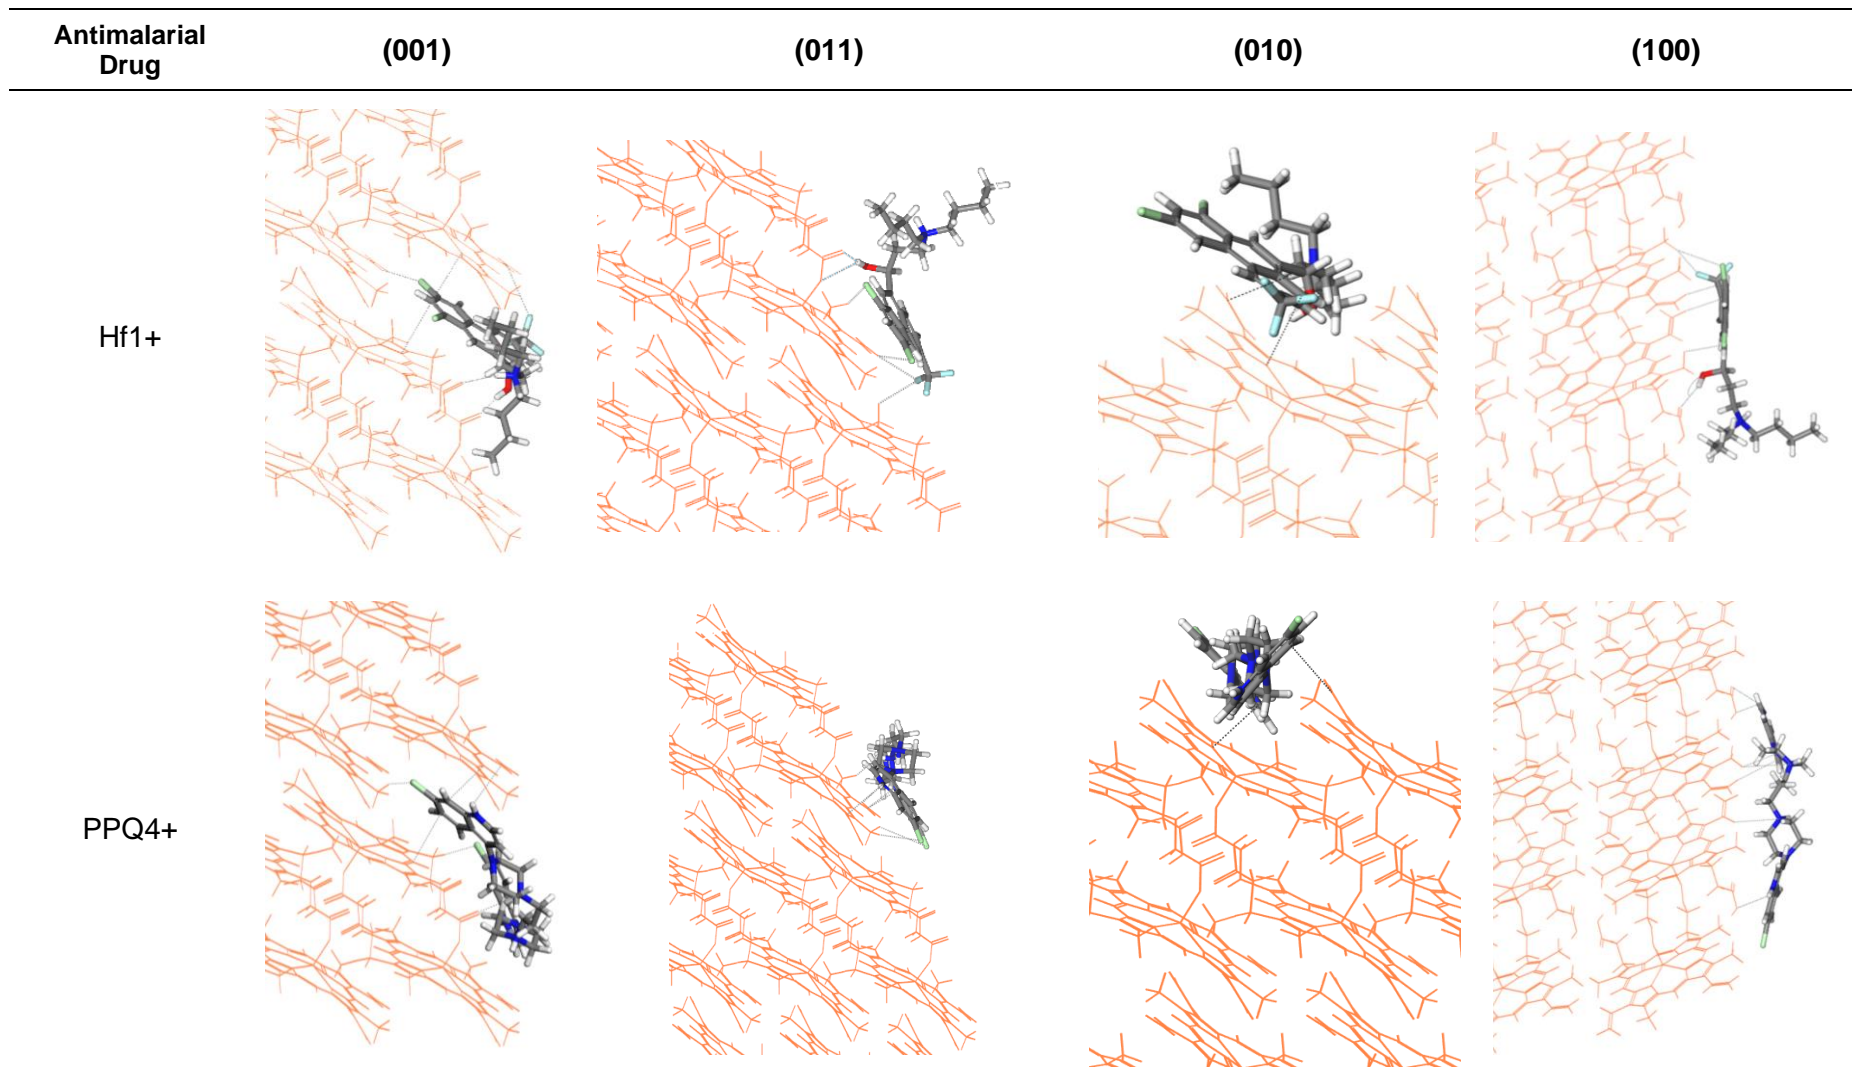 Antimalarial
Drug
(001)
(011)
(010)
(100)
Hf1+
PPQ4+